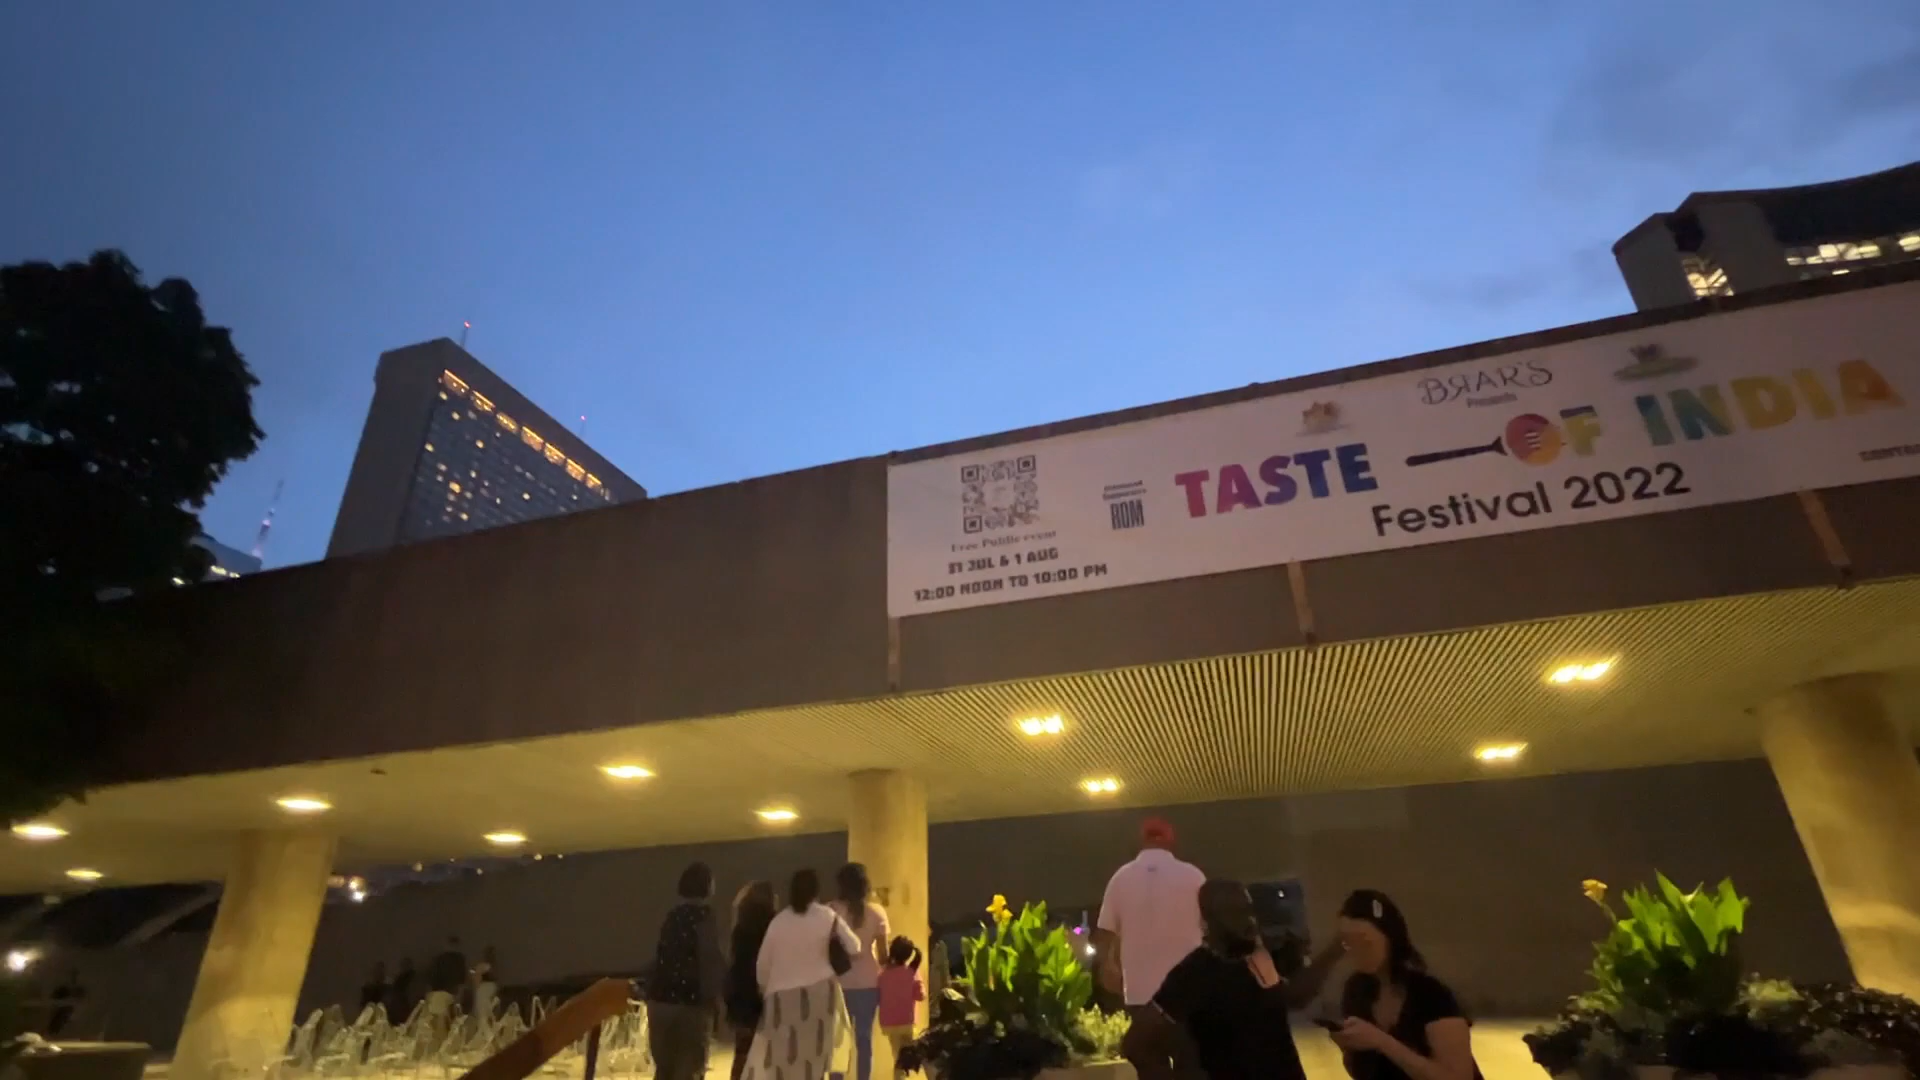 BRAR'S
Presents
TASTE OF INDIA
Festival 2022
ROM
Free Public event
31 JUL & 1 AUG
12:00 NOON TO 10:00 PM